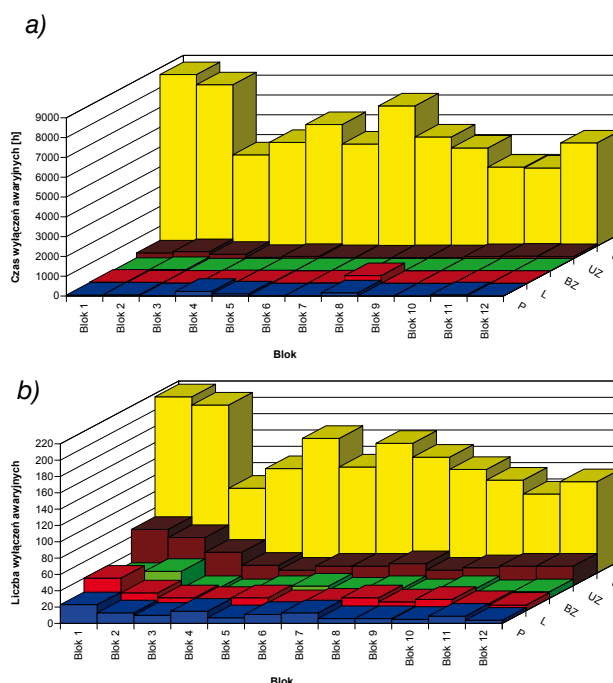 a)
Czas wyłączeń awaryjnych [h]
9000
8000
7000
6000
5000
4000
3000
2000
1000
0
Blok 1
Blok 2
Blok 3
Blok 4
Blok 5
Blok 6
Blok 7
Blok 8
Blok 9
Blok 10
Blok 11
Blok 12
P
L
BZ
UZ
Blok
b)
Liczba wyłączeń awaryjnych
220
200
180
160
140
120
100
80
60
40
20
0
Blok 1
Blok 2
Blok 3
Blok 4
Blok 5
Blok 6
Blok 7
Blok 8
Blok 9
Blok 10
Blok 11
Blok 12
P
L
BZ
UZ
Blok